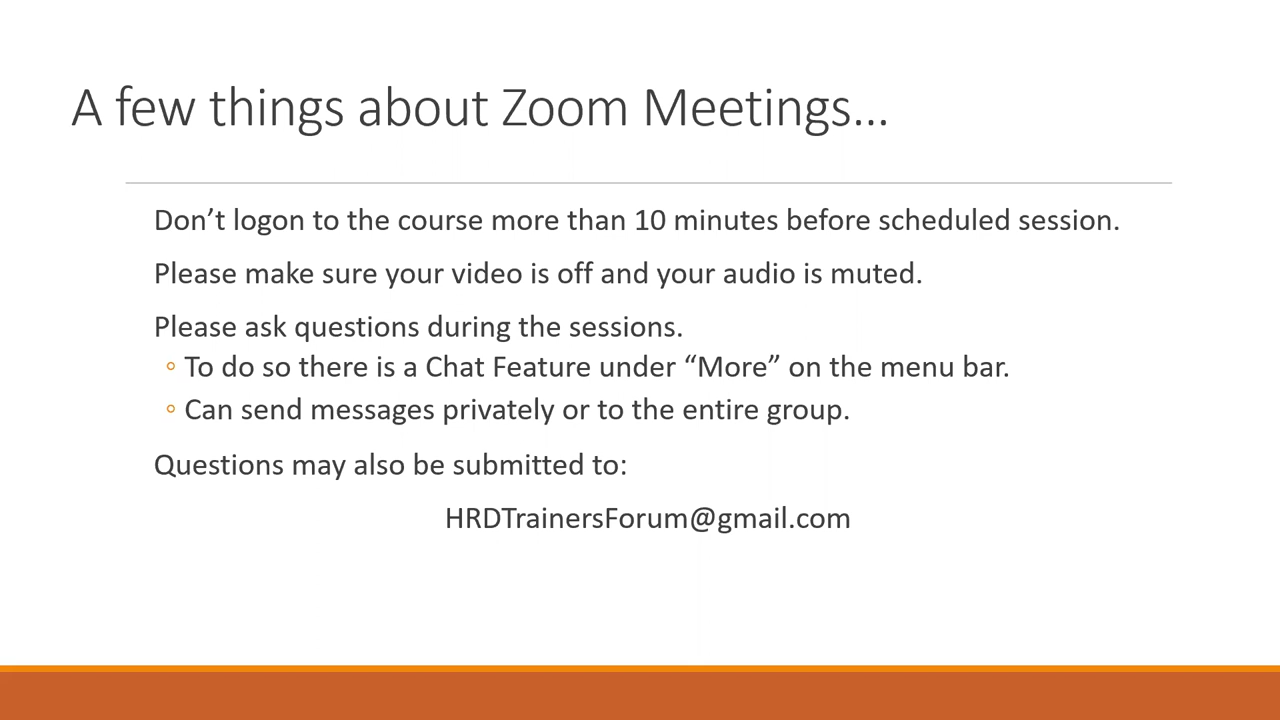 A few things about Zoom Meetings…
Don’t logon to the course more than 10 minutes before scheduled session.
Please make sure your video is off and your audio is muted.
Please ask questions during the sessions.
◦ To do so there is a Chat Feature under “More” on the menu bar.
◦ Can send messages privately or to the entire group.
Questions may also be submitted to:
HRDTrainersForum@gmail.com